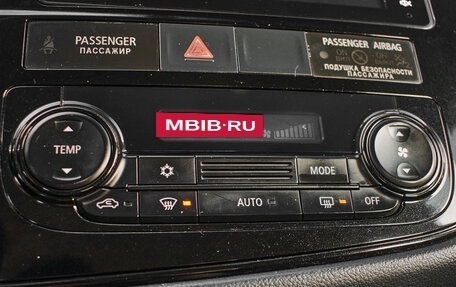 PASSENGER
ПАССАЖИР
PASSENGER AIRBAG
ПОДУШКА БЕЗОПАСНОСТИ
ПАССАЖИРА
MBIB·RU
TEMP
MODE
AUTO
OFF